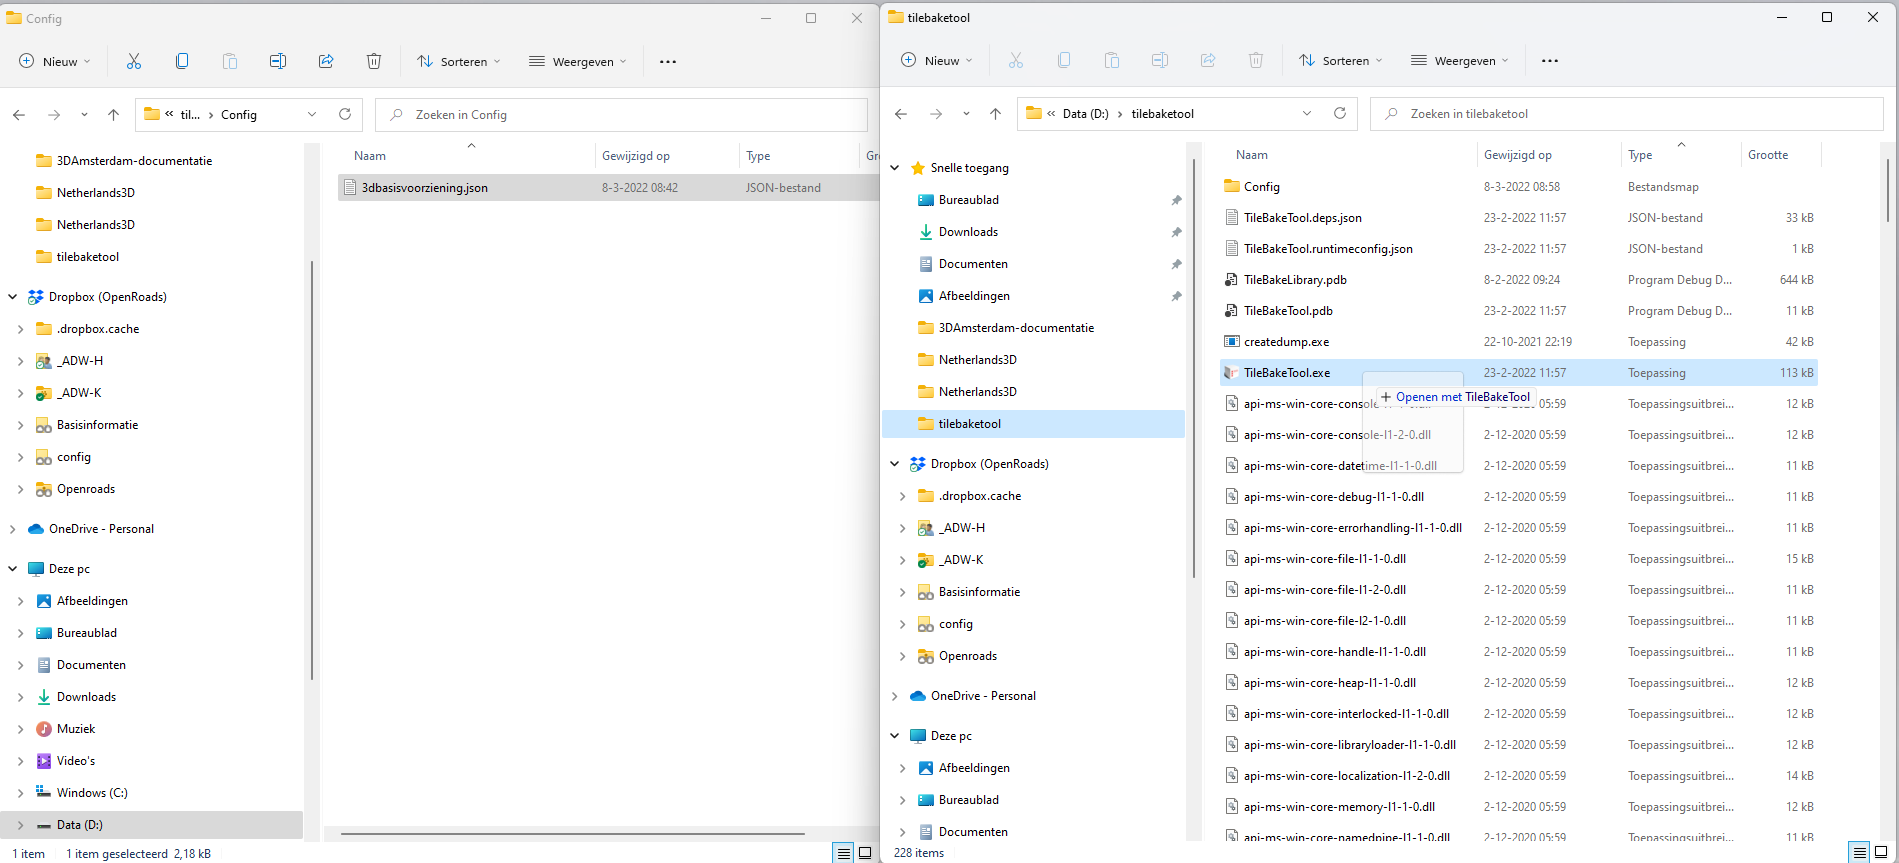 Config
Nieuw
Sorteren
Weergeven
« til... › Config
Zoeken in Config
3DAmsterdam-documentatie
Netherlands3D
Netherlands3D
tilebaketool
Dropbox (OpenRoads)
.dropbox.cache
_ADW-H
_ADW-K
Basisinformatie
config
Openroads
OneDrive - Personal
Deze pc
Afbeeldingen
Bureaublad
Documenten
Downloads
Muziek
Video's
Windows (C:)
Data (D:)
Naam Gewijzigd op Type Gr
3dbasisvoorziening.json 8-3-2022 08:42 JSON-bestand
1 item 1 item geselecteerd 2,18 kB
tilebaketool
Nieuw
Sorteren
Weergeven
« Data (D:) › tilebaketool
Zoeken in tilebaketool
Snelle toegang
Bureaublad
Downloads
Documenten
Afbeeldingen
3DAmsterdam-documentatie
Netherlands3D
Netherlands3D
tilebaketool
Dropbox (OpenRoads)
.dropbox.cache
_ADW-H
_ADW-K
Basisinformatie
config
Openroads
OneDrive - Personal
Deze pc
Afbeeldingen
Bureaublad
Documenten
Naam Gewijzigd op Type Grootte
Config 8-3-2022 08:58 Bestandsmap
TileBakeTool.deps.json 23-2-2022 11:57 JSON-bestand 33 kB
TileBakeTool.runtimeconfig.json 23-2-2022 11:57 JSON-bestand 1 kB
TileBakeLibrary.pdb 8-2-2022 09:24 Program Debug D... 644 kB
TileBakeTool.pdb 23-2-2022 11:57 Program Debug D... 11 kB
createdump.exe 22-10-2021 22:19 Toepassing 42 kB
TileBakeTool.exe 23-2-2022 11:57 Toepassing 113 kB
+ Openen met TileBakeTool
api-ms-win-core-console-l1-1-0.dll 2-12-2020 05:59 Toepassingsuitbrei... 12 kB
api-ms-win-core-console-l1-2-0.dll 2-12-2020 05:59 Toepassingsuitbrei... 12 kB
api-ms-win-core-datetime-l1-1-0.dll 2-12-2020 05:59 Toepassingsuitbrei... 11 kB
api-ms-win-core-debug-l1-1-0.dll 2-12-2020 05:59 Toepassingsuitbrei... 11 kB
api-ms-win-core-errorhandling-l1-1-0.dll 2-12-2020 05:59 Toepassingsuitbrei... 11 kB
api-ms-win-core-file-l1-1-0.dll 2-12-2020 05:59 Toepassingsuitbrei... 15 kB
api-ms-win-core-file-l1-2-0.dll 2-12-2020 05:59 Toepassingsuitbrei... 11 kB
api-ms-win-core-file-l2-1-0.dll 2-12-2020 05:59 Toepassingsuitbrei... 11 kB
api-ms-win-core-handle-l1-1-0.dll 2-12-2020 05:59 Toepassingsuitbrei... 11 kB
api-ms-win-core-heap-l1-1-0.dll 2-12-2020 05:59 Toepassingsuitbrei... 12 kB
api-ms-win-core-interlocked-l1-1-0.dll 2-12-2020 05:59 Toepassingsuitbrei... 12 kB
api-ms-win-core-libraryloader-l1-1-0.dll 2-12-2020 05:59 Toepassingsuitbrei... 12 kB
api-ms-win-core-localization-l1-2-0.dll 2-12-2020 05:59 Toepassingsuitbrei... 14 kB
api-ms-win-core-memory-l1-1-0.dll 2-12-2020 05:59 Toepassingsuitbrei... 12 kB
api-ms-win-core-namedpipe-l1-1-0.dll 2-12-2020 05:59 Toepassingsuitbrei... 11 kB
228 items